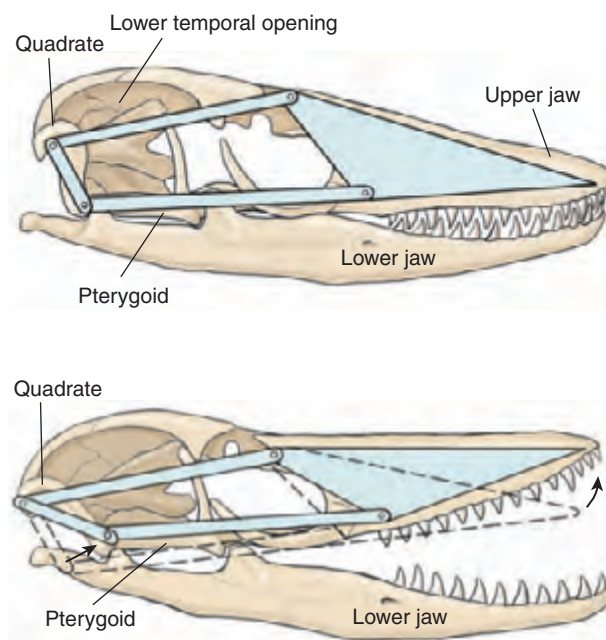 Lower temporal opening
Quadrate
Upper jaw
Lower jaw
Pterygoid
Quadrate
Pterygoid
Lower jaw